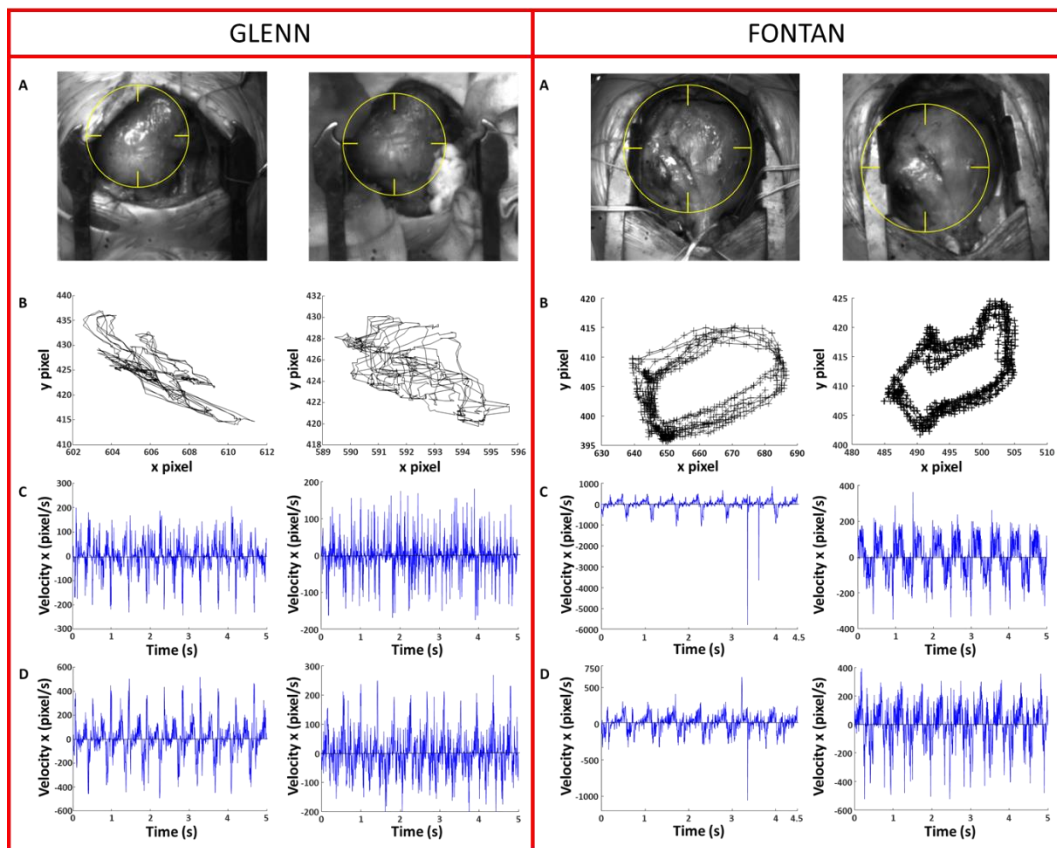 GLENN
FONTAN
A
A
B
440
435
430
425
420
415
410
y pixel
602 604 606 608 610 612
x pixel
432
430
428
426
424
422
420
418
y pixel
589 590 591 592 593 594 595 596
x pixel
B
420
415
410
405
400
395
y pixel
630 640 650 660 670 680 690
x pixel
425
420
415
410
405
400
y pixel
480 485 490 495 500 505 510
x pixel
C
300
200
100
0
-100
-200
-300
Velocity x (pixel/s)
0 1 2 3 4 5
Time (s)
200
100
0
-100
-200
Velocity x (pixel/s)
0 1 2 3 4 5
Time (s)
C
1000
0
-1000
-2000
-3000
-4000
-5000
-6000
Velocity x (pixel/s)
0 1 2 3 4 4.5
Time (s)
400
200
0
-200
-400
Velocity x (pixel/s)
0 1 2 3 4 5
Time (s)
D
600
400
200
0
-200
-400
-600
Velocity x (pixel/s)
0 1 2 3 4 5
Time (s)
300
200
100
0
-100
-200
Velocity x (pixel/s)
0 1 2 3 4 5
Time (s)
D
750
500
0
-500
-1000
Velocity x (pixel/s)
0 1 2 3 4 4.5
Time (s)
400
200
0
-200
-400
-600
Velocity x (pixel/s)
0 1 2 3 4 5
Time (s)